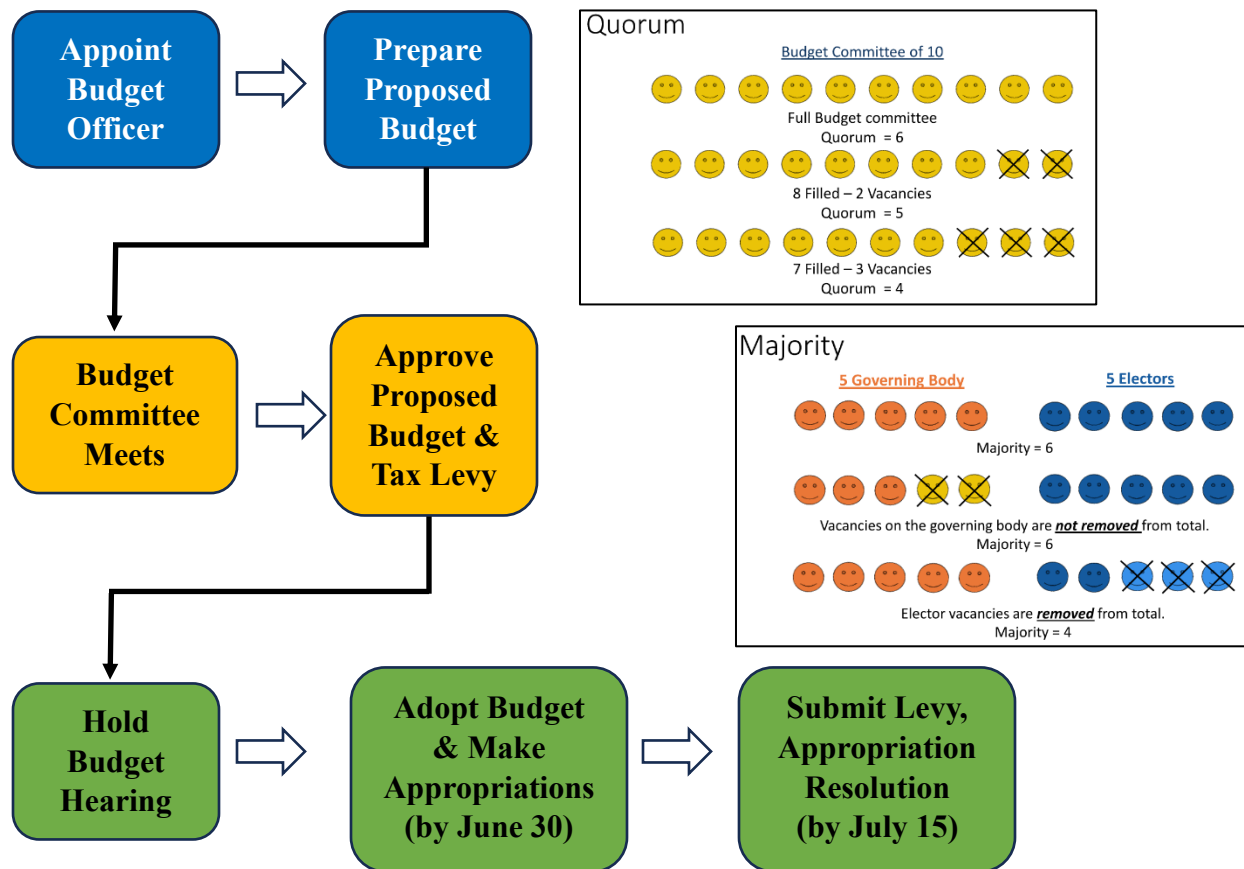 Appoint
Budget
Officer
Prepare
Proposed
Budget
Quorum
Budget Committee of 10
Full Budget committee
Quorum = 6
8 Filled – 2 Vacancies
Quorum = 5
7 Filled – 3 Vacancies
Quorum = 4
Budget
Committee
Meets
Approve
Proposed
Budget &
Tax Levy
Majority
5 Governing Body
5 Electors
Majority = 6
Vacancies on the governing body are not removed from total.
Majority = 6
Elector vacancies are removed from total.
Majority = 4
Hold
Budget
Hearing
Adopt Budget
& Make
Appropriations
(by June 30)
Submit Levy,
Appropriation
Resolution
(by July 15)